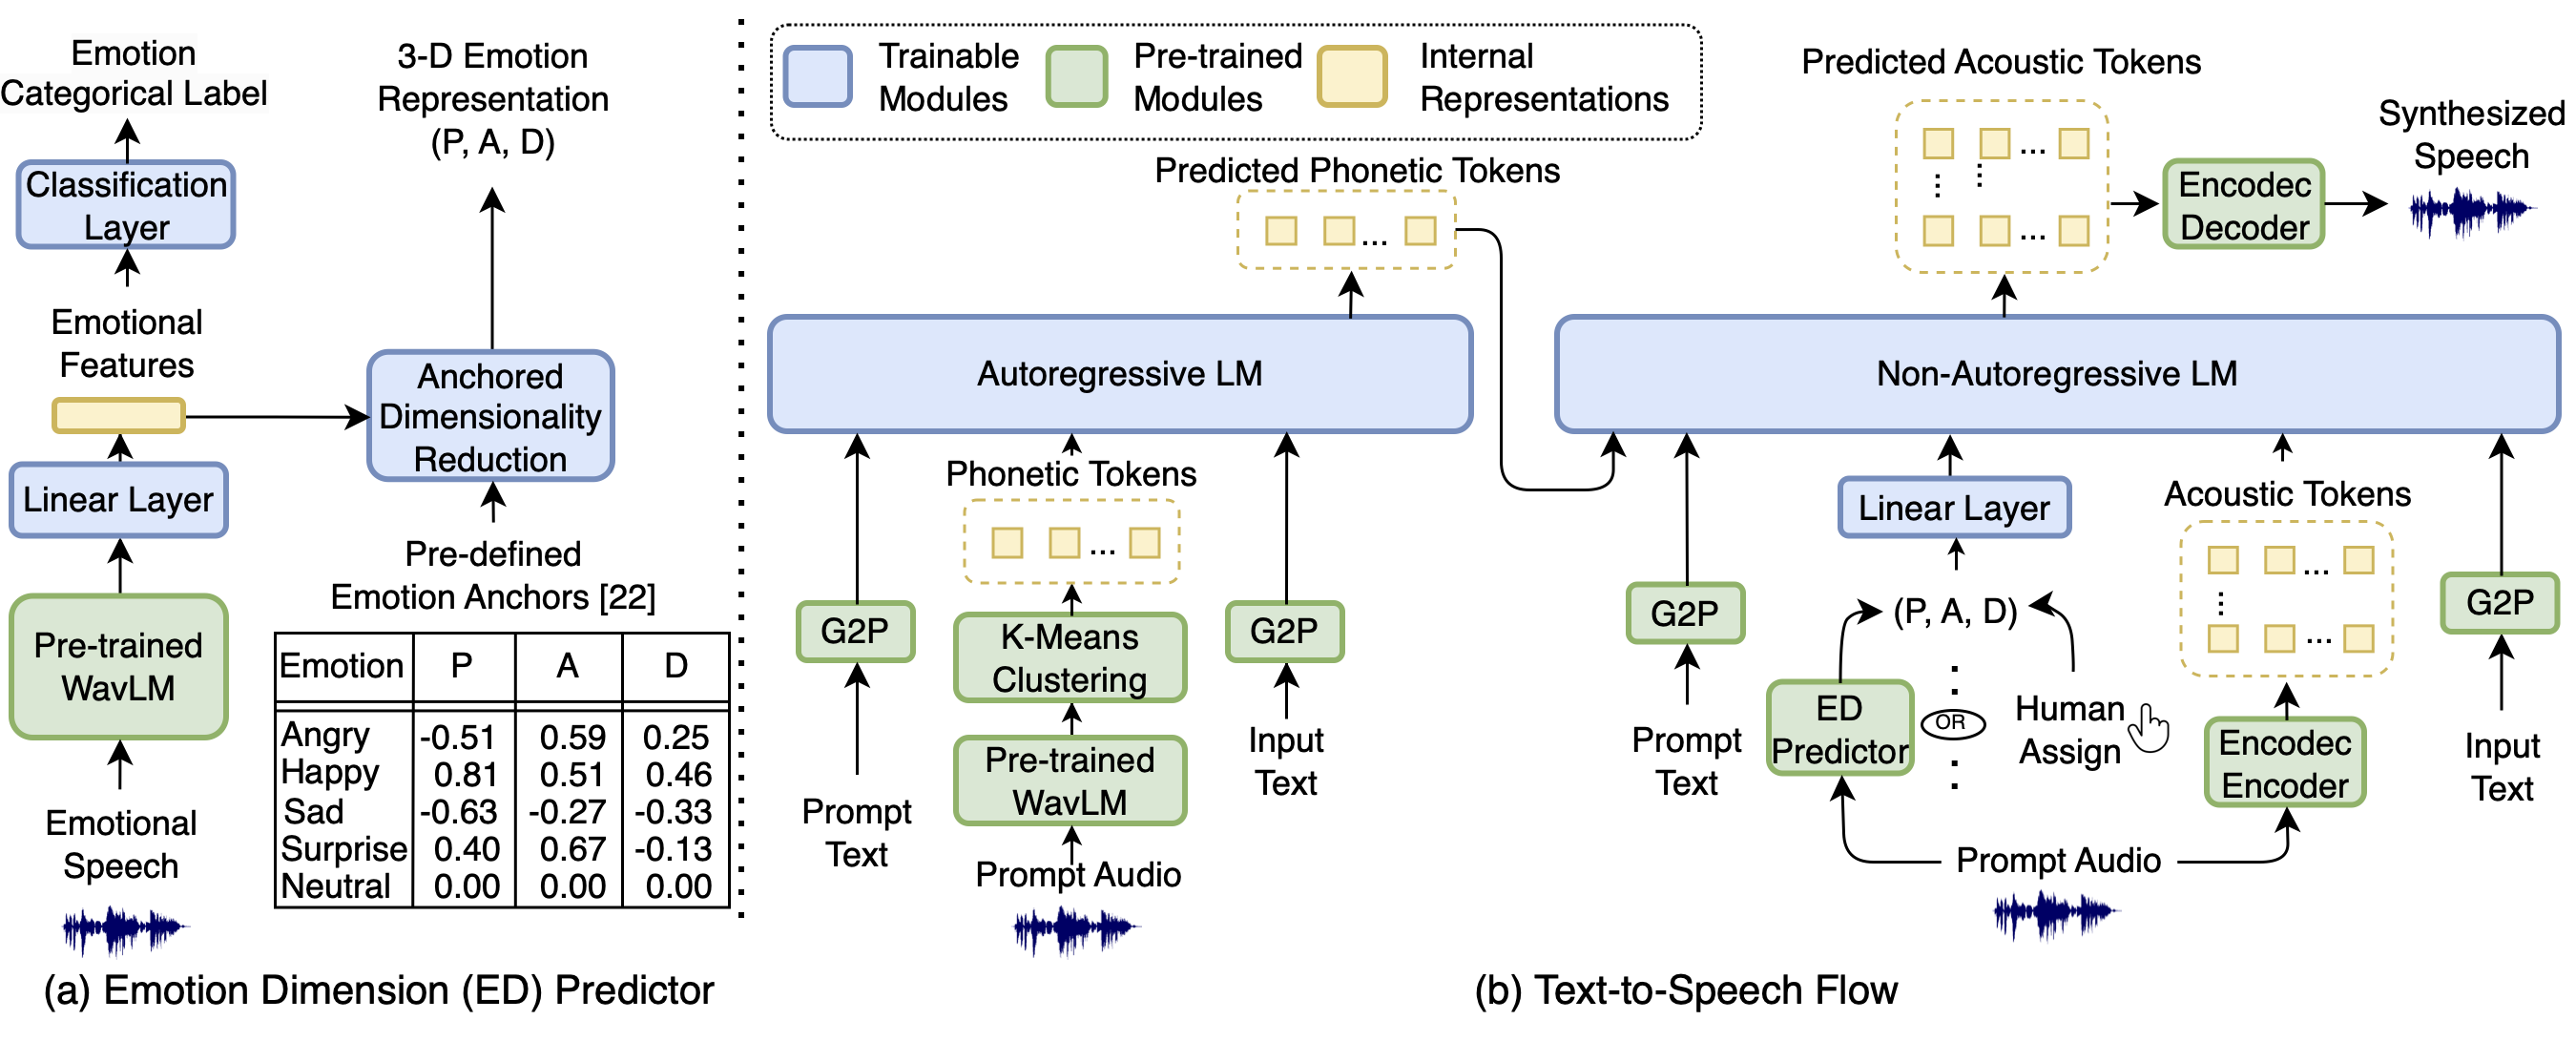 Emotion
Categorical Label
Classification
Layer
Emotional
Features
Linear Layer
Pre-trained
WavLM
Emotional
Speech
3-D Emotion
Representation
(P, A, D)
Anchored
Dimensionality
Reduction
Pre-defined
Emotion Anchors [22]
Emotion P A D
Angry -0.51 0.59 0.25
Happy 0.81 0.51 0.46
Sad -0.63 -0.27 -0.33
Surprise 0.40 0.67 -0.13
Neutral 0.00 0.00 0.00
(a) Emotion Dimension (ED) Predictor
Trainable
Modules
Pre-trained
Modules
Internal
Representations
Predicted Phonetic Tokens
...
Autoregressive LM
G2P
Prompt
Text
Phonetic Tokens
...
K-Means
Clustering
Pre-trained
WavLM
Prompt Audio
G2P
Input
Text
Predicted Acoustic Tokens
...
...
Encodec
Decoder
Synthesized
Speech
Non-Autoregressive LM
G2P
Prompt
Text
Linear Layer
(P, A, D)
ED
Predictor
OR
Human
Assign
Acoustic Tokens
...
...
Encodec
Encoder
Prompt Audio
G2P
Input
Text
(b) Text-to-Speech Flow